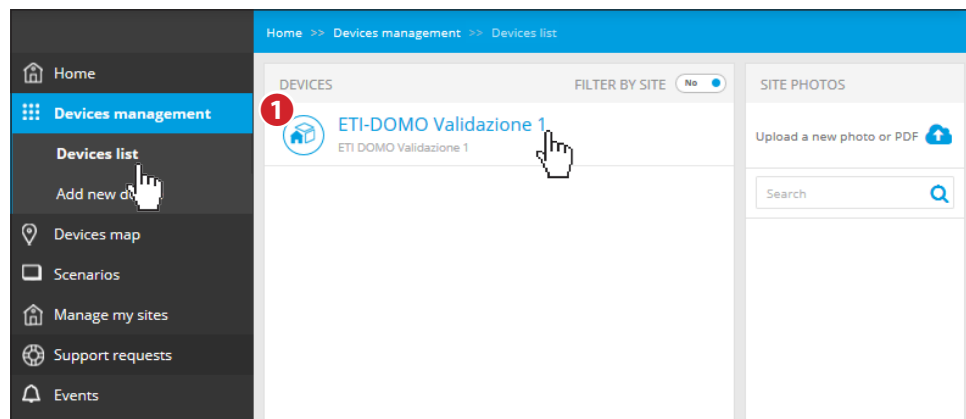 Home >> Devices management >> Devices list
Home
Devices management
Devices list
Add new
Devices map
Scenarios
Manage my sites
Support requests
Events
DEVICES
FILTER BY SITE No
1
ETI-DOMO Validazione 1
ETI DOMO Validazione 1
SITE PHOTOS
Upload a new photo or PDF
Search